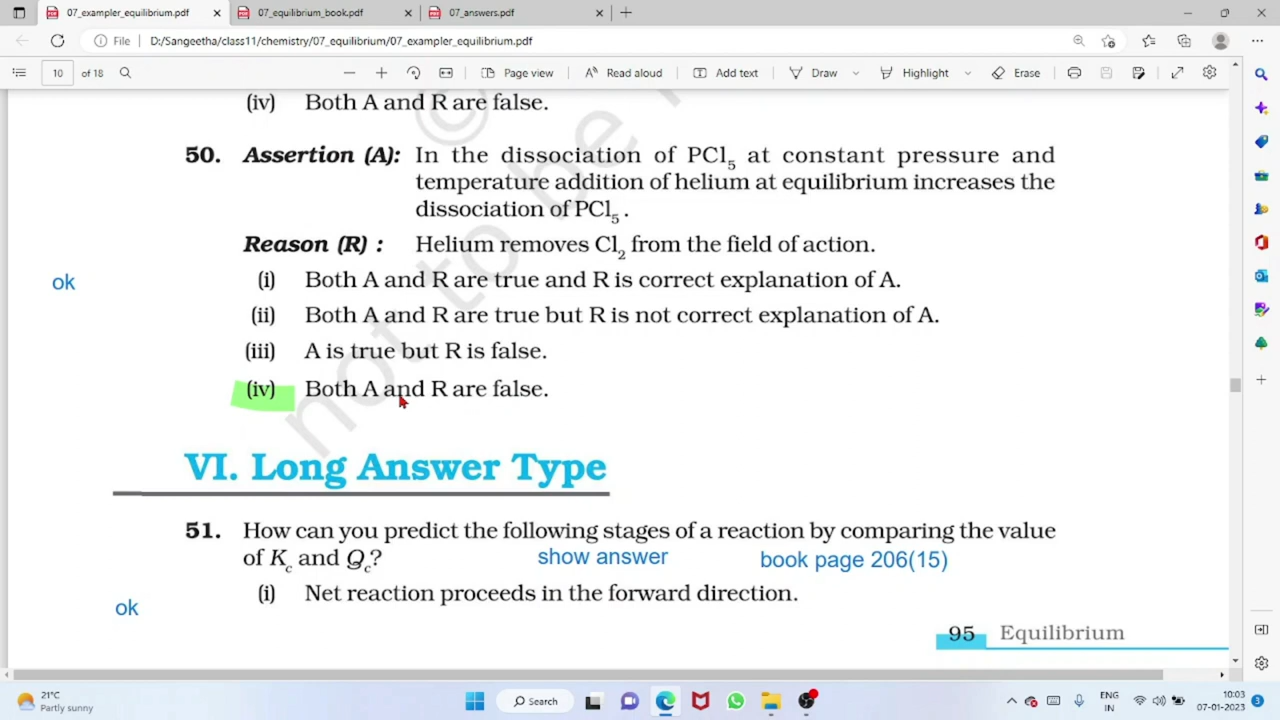 07_exampler_equilibrium.pdf
07_equilibrium_book.pdf
07_answers.pdf
File D:/Sangeetha/class11/chemistry/07_equilibrium/07_exampler_equilibrium.pdf
10 of 18 Page view Read aloud Add text Draw Highlight Erase
(iv) Both A and R are false.
50. Assertion (A): In the dissociation of PCl5 at constant pressure and
temperature addition of helium at equilibrium increases the
dissociation of PCl5 .
Reason (R) : Helium removes Cl2 from the field of action.
ok
(i) Both A and R are true and R is correct explanation of A.
(ii) Both A and R are true but R is not correct explanation of A.
(iii) A is true but R is false.
(iv) Both A and R are false.
not to be
©
VI. Long Answer Type
51. How can you predict the following stages of a reaction by comparing the value
of Kc and Qc?
show answer
book page 206(15)
(i) Net reaction proceeds in the forward direction.
ok
95 Equilibrium
21°C
Partly sunny
Search
ENG
IN
10:03
07-01-2023
3